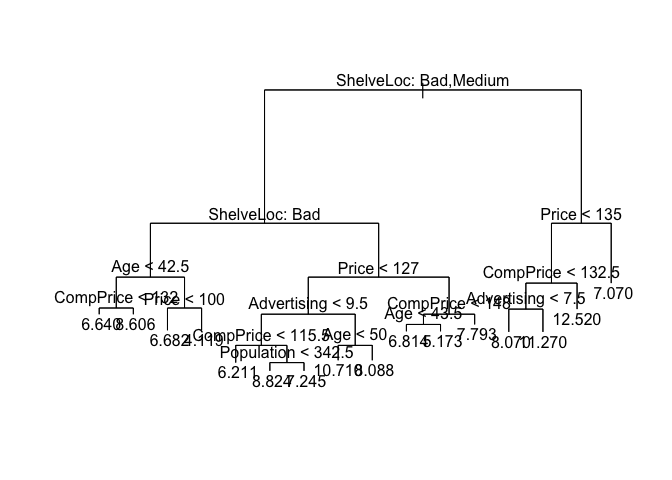 ShelveLoc: Bad,Medium
ShelveLoc: Bad
Price < 135
Age < 42.5
Price < 127
CompPrice < 132.5
CompPrice < 132
Price < 100
Advertising < 9.5
CompPrice < 148
Advertising < 7.5
7.070
6.640
8.606
Age < 43.5
12.520
6.682
4.119
CompPrice < 115.5
Age < 50
6.814
5.173
7.793
8.070
11.270
Population < 342.5
6.211
10.710
8.088
8.824
7.245